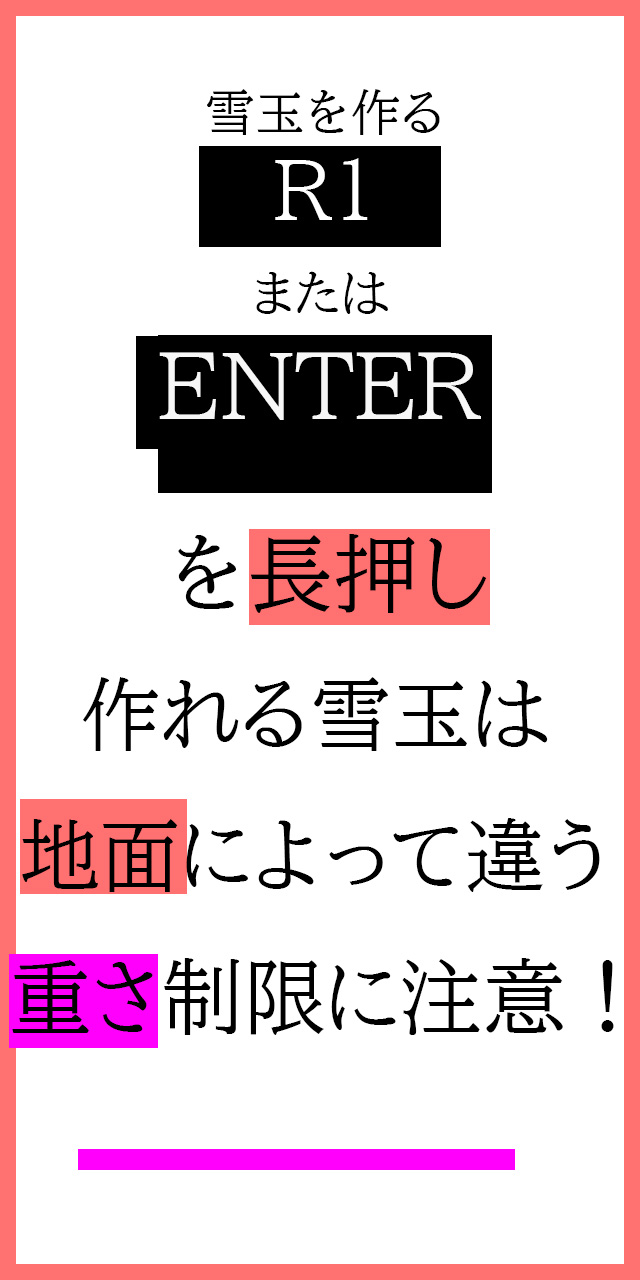 雪玉を作る
R1
または
ENTER
を長押し
作れる雪玉は
地面によって違う
重さ制限に注意！